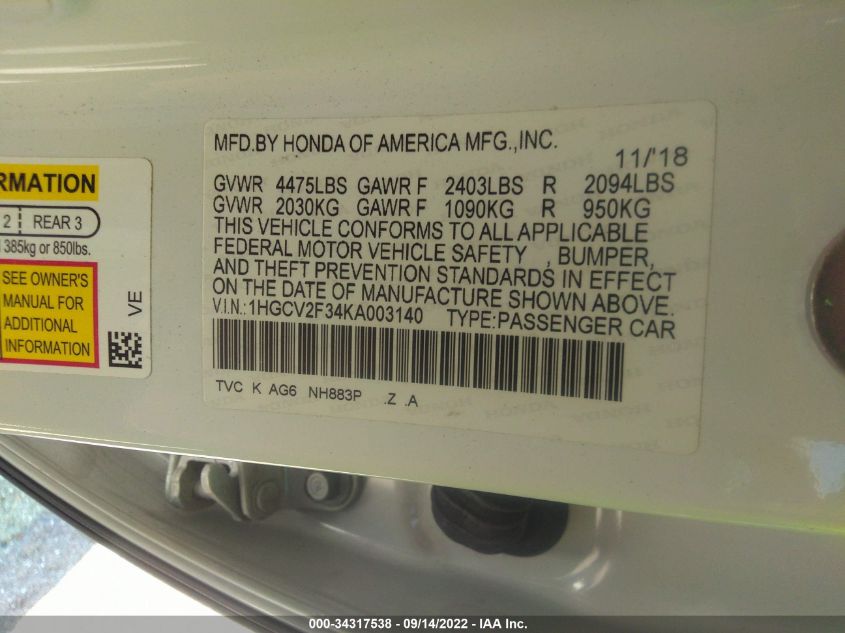 MFD.BY HONDA OF AMERICA MFG.,INC.
11/'18
GVWR 4475LBS GAWR F 2403LBS R 2094LBS
GVWR 2030KG GAWR F 1090KG R 950KG
THIS VEHICLE CONFORMS TO ALL APPLICABLE
FEDERAL MOTOR VEHICLE SAFETY , BUMPER,
AND THEFT PREVENTION STANDARDS IN EFFECT
ON THE DATE OF MANUFACTURE SHOWN ABOVE.
V.I.N.:1HGCV2F34KA003140 TYPE:PASSENGER CAR
TVC K AG6 NH883P .Z .A
RMATION
2 REAR 3
385kg or 850lbs.
SEE OWNER'S
MANUAL FOR
ADDITIONAL
INFORMATION
VE
000-34317538 - 09/14/2022 - IAA Inc.